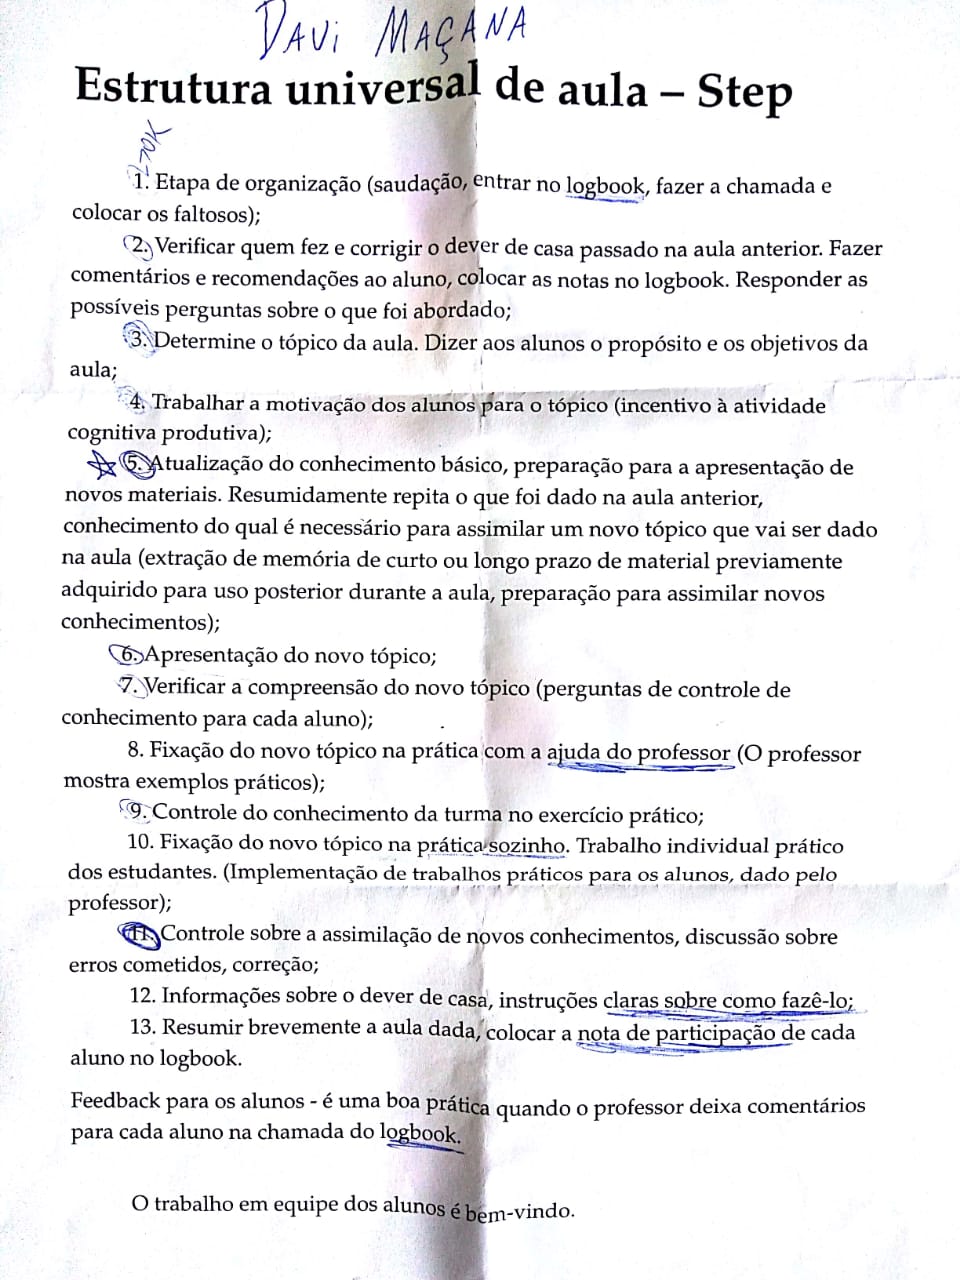 DAVi MAÇANA
Estrutura universal de aula – Step
1. Etapa de organização (saudação, entrar no logbook, fazer a chamada e
colocar os faltosos);
2. Verificar quem fez e corrigir o dever de casa passado na aula anterior. Fazer
comentários e recomendações ao aluno, colocar as notas no logbook. Responder as
possíveis perguntas sobre o que foi abordado;
3. Determine o tópico da aula. Dizer aos alunos o propósito e os objetivos da
aula;
4. Trabalhar a motivação dos alunos para o tópico (incentivo à atividade
cognitiva produtiva);
5. Atualização do conhecimento básico, preparação para a apresentação de
novos materiais. Resumidamente repita o que foi dado na aula anterior,
conhecimento do qual é necessário para assimilar um novo tópico que vai ser dado
na aula (extração de memória de curto ou longo prazo de material previamente
adquirido para uso posterior durante a aula, preparação para assimilar novos
conhecimentos);
6. Apresentação do novo tópico;
7. Verificar a compreensão do novo tópico (perguntas de controle de
conhecimento para cada aluno);
8. Fixação do novo tópico na prática com a ajuda do professor (O professor
mostra exemplos práticos);
9. Controle do conhecimento da turma no exercício prático;
10. Fixação do novo tópico na prática sozinho. Trabalho individual prático
dos estudantes. (Implementação de trabalhos práticos para os alunos, dado pelo
professor);
11. Controle sobre a assimilação de novos conhecimentos, discussão sobre
erros cometidos, correção;
12. Informações sobre o dever de casa, instruções claras sobre como fazê-lo;
13. Resumir brevemente a aula dada, colocar a nota de participação de cada
aluno no logbook.
Feedback para os alunos - é uma boa prática quando o professor deixa comentários
para cada aluno na chamada do logbook.
O trabalho em equipe dos alunos é bem-vindo.